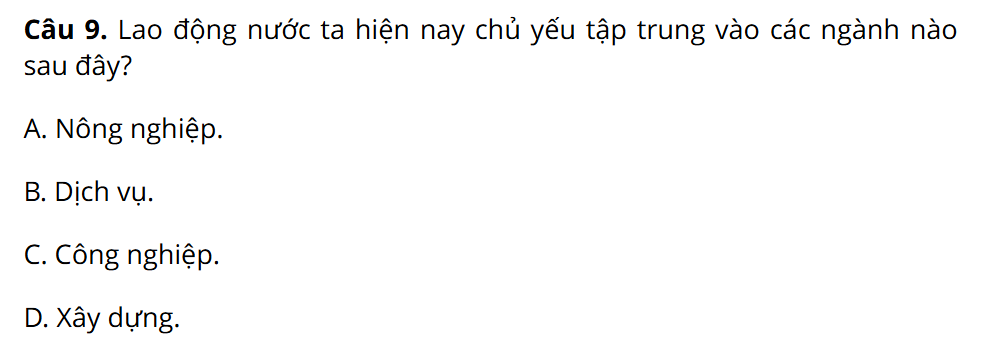 Câu 9. Lao động nước ta hiện nay chủ yếu tập trung vào các ngành nào
sau đây?
A. Nông nghiệp.
B. Dịch vụ.
C. Công nghiệp.
D. Xây dựng.